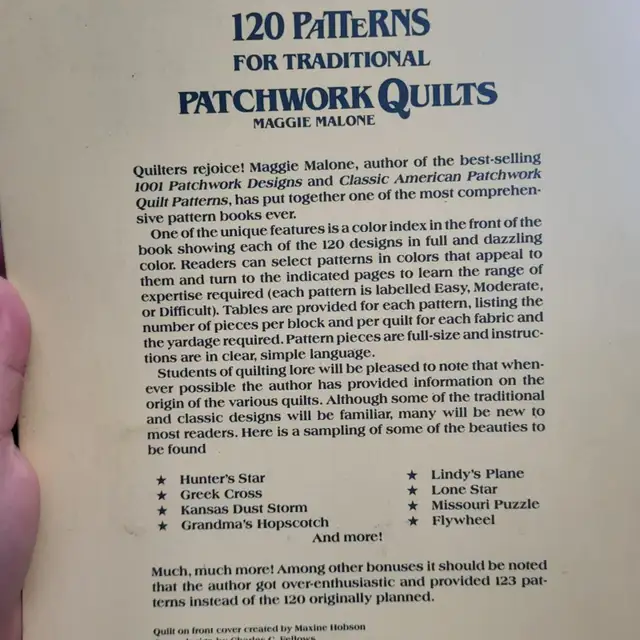 120 PATTERNS
FOR TRADITIONAL
PATCHWORK QUILTS
MAGGIE MALONE
Quilters rejoice! Maggie Malone, author of the best-selling
1001 Patchwork Designs and Classic American Patchwork
Quilt Patterns, has put together one of the most comprehen-
sive pattern books ever.
One of the unique features is a color index in the front of the
book showing each of the 120 designs in full and dazzling
color. Readers can select patterns in colors that appeal to
them and turn to the indicated pages to learn the range of
expertise required (each pattern is labelled Easy, Moderate,
or Difficult). Tables are provided for each pattern, listing the
number of pieces per block and per quilt for each fabric and
the yardage required. Pattern pieces are full-size and instruc-
tions are in clear, simple language.
Students of quilting lore will be pleased to note that when-
ever possible the author has provided information on the
origin of the various quilts. Although some of the traditional
and classic designs will be familiar, many will be new to
most readers. Here is a sampling of some of the beauties to
be found
★ Hunter's Star
★ Greek Cross
★ Kansas Dust Storm
★ Grandma's Hopscotch
★ Lindy's Plane
★ Lone Star
★ Missouri Puzzle
★ Flywheel
And more!
Much, much more! Among other bonuses it should be noted
that the author got over-enthusiastic and provided 123 pat-
terns instead of the 120 originally planned.
Quilt on front cover created by Maxine Hobson
design by Charles C. Fellows